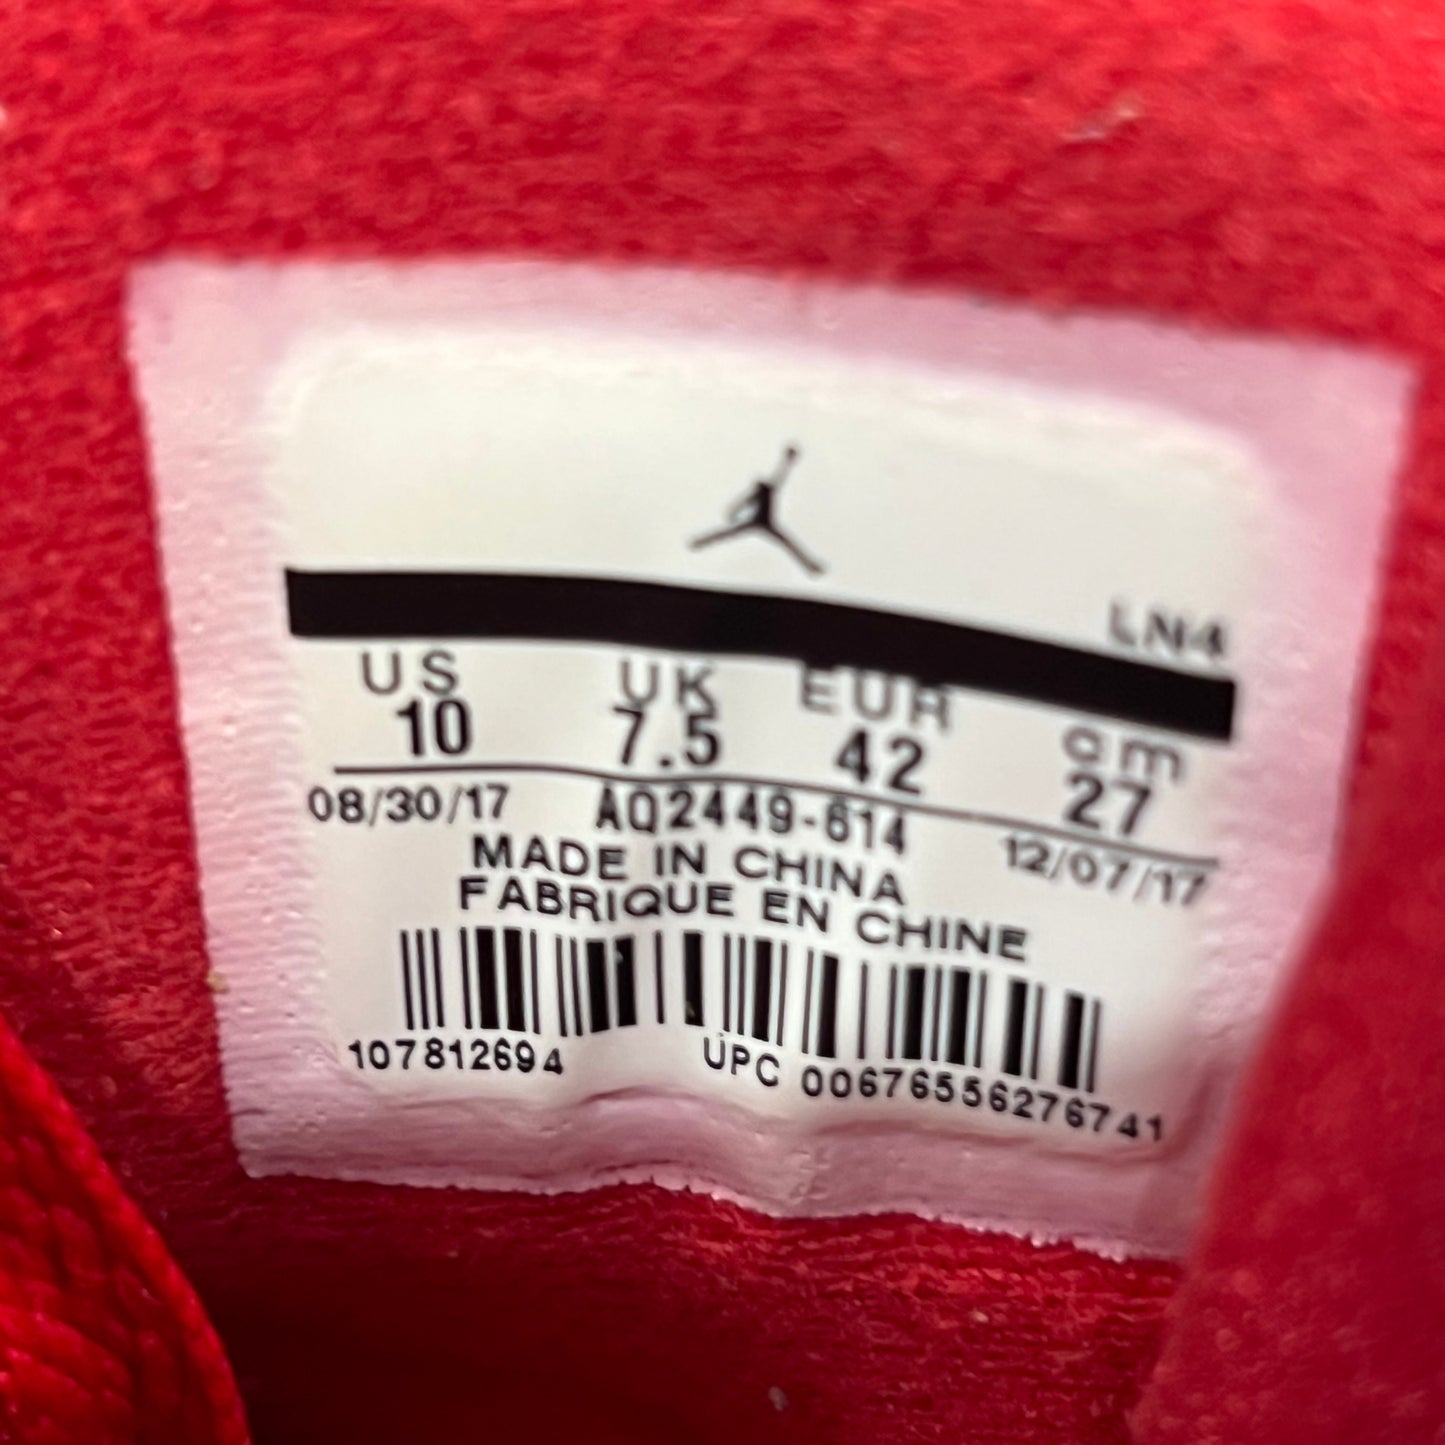 LN4
US UK EUR cm
10 7.5 42 27
08/30/17 AQ2449-614 12/07/17
MADE IN CHINA
FABRIQUE EN CHINE
107812694 UPC 00676556276741